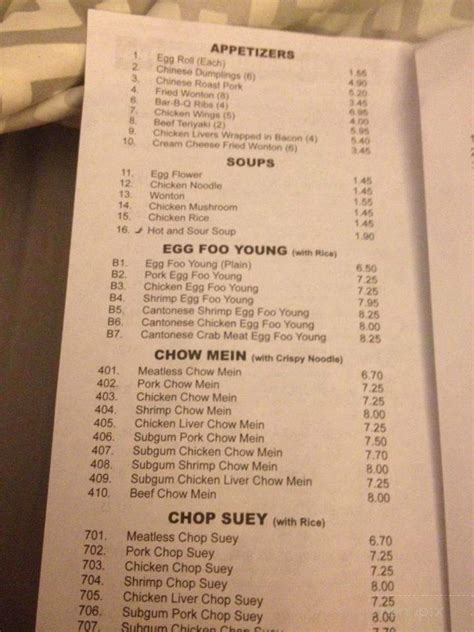 APPETIZERS
1. Egg Roll (Each) 1.55
2. Chinese Dumplings (6) 4.90
3. Chinese Roast Pork 5.20
4. Fried Wonton (8) 3.45
6. Bar-B-Q Ribs (4) 6.95
7. Chicken Wings (5) 4.00
8. Beef Teriyaki (2) 5.95
9. Chicken Livers Wrapped in Bacon (4) 5.40
10. Cream Cheese Fried Wonton (6) 3.45
SOUPS
11. Egg Flower 1.45
12. Chicken Noodle 1.45
13. Wonton 1.45
14. Chicken Mushroom 1.45
15. Chicken Rice 1.45
16. Hot and Sour Soup 1.90
EGG FOO YOUNG (with Rice)
B1. Egg Foo Young (Plain) 6.50
B2. Pork Egg Foo Young 7.25
B3. Chicken Egg Foo Young 7.25
B4. Shrimp Egg Foo Young 7.95
B5. Cantonese Shrimp Egg Foo Young 8.25
B6. Cantonese Chicken Egg Foo Young 8.25
B7. Cantonese Crab Meat Egg Foo Young 8.25
CHOW MEIN (with Crispy Noodle)
401. Meatless Chow Mein 6.70
402. Pork Chow Mein 7.25
403. Chicken Chow Mein 7.25
404. Shrimp Chow Mein 8.00
405. Chicken Liver Chow Mein 7.25
406. Subgum Pork Chow Mein 7.50
407. Subgum Chicken Chow Mein 7.70
408. Subgum Shrimp Chow Mein 8.00
409. Subgum Chicken Liver Chow Mein 7.25
410. Beef Chow Mein 8.00
CHOP SUEY (with Rice)
701. Meatless Chop Suey 6.70
702. Pork Chop Suey 7.25
703. Chicken Chop Suey 7.25
704. Shrimp Chop Suey 8.00
705. Chicken Liver Chop Suey
706. Subgum Pork Chop Suey
707. Subgum Chicken Chop Suey